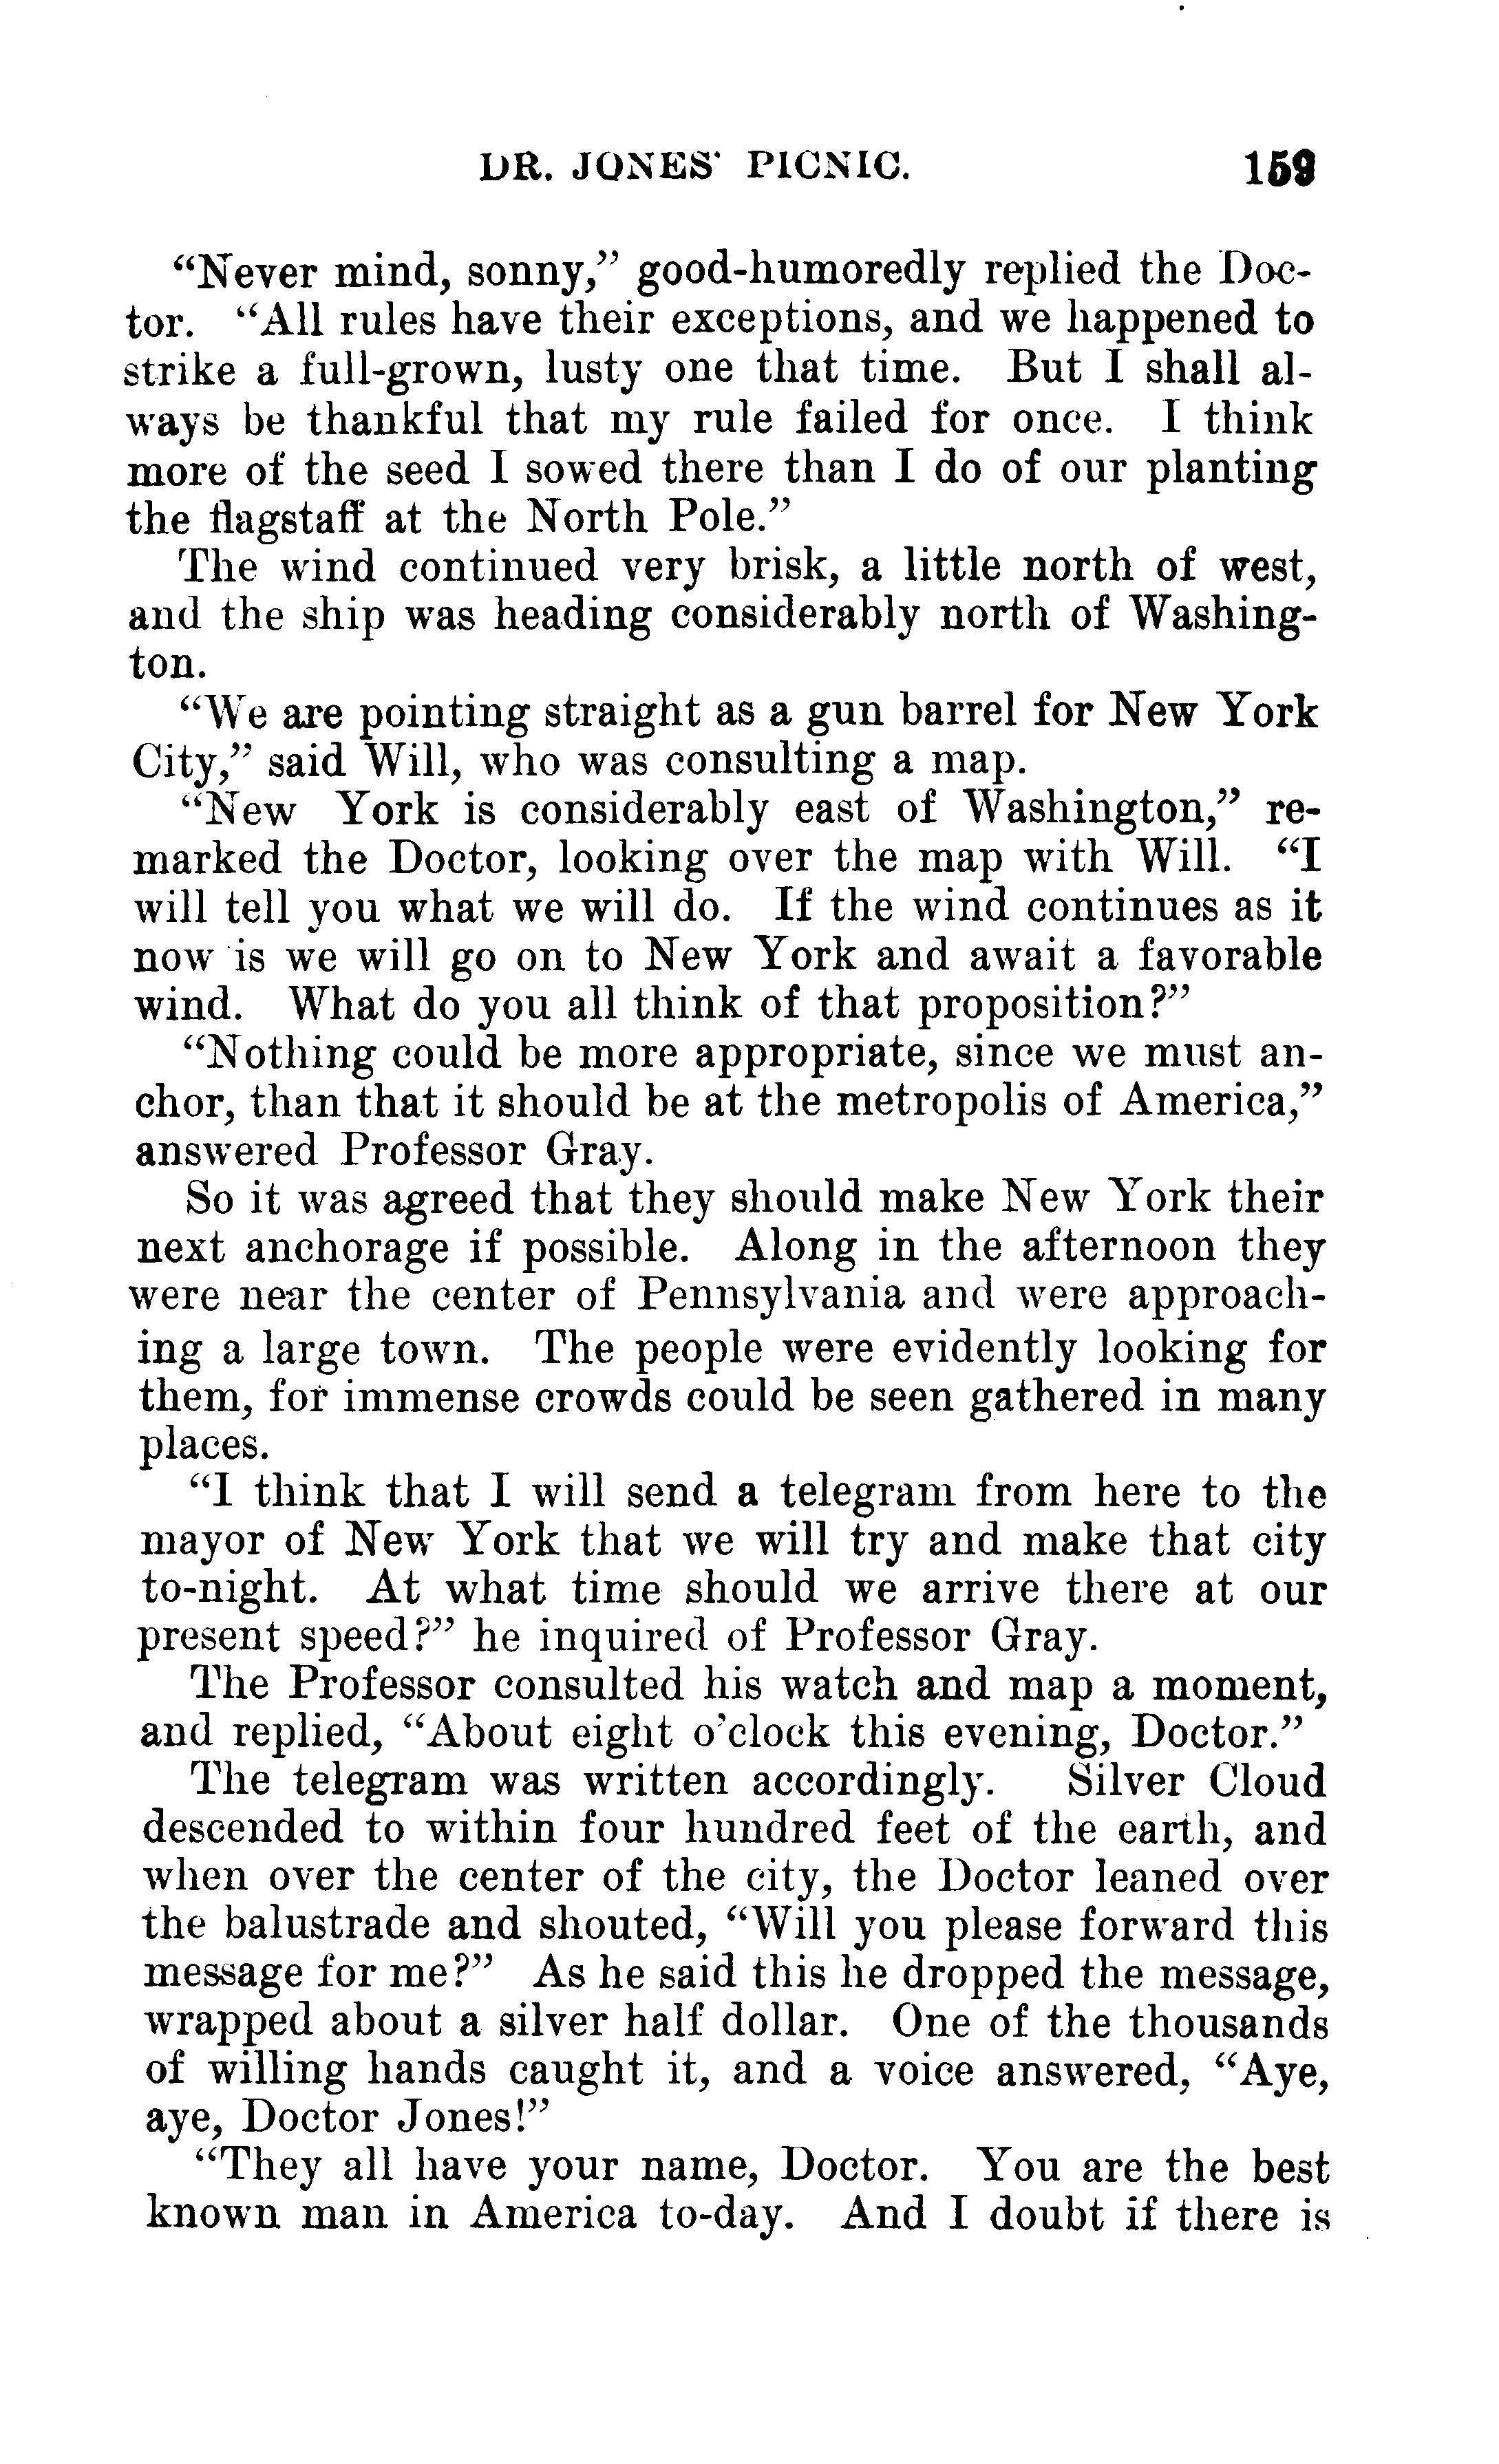 DR. JONES' PICNIC. 159
"Never mind, sonny," good-humoredly replied the Doc-
tor. "All rules have their exceptions, and we happened to
strike a full-grown, lusty one that time. But I shall al-
ways be thankful that my rule failed for once. I think
more of the seed I sowed there than I do of our planting
the flagstaff at the North Pole."
The wind continued very brisk, a little north of west,
and the ship was heading considerably north of Washing-
ton.
"We are pointing straight as a gun barrel for New York
City," said Will, who was consulting a map.
"New York is considerably east of Washington," re-
marked the Doctor, looking over the map with Will. "I
will tell you what we will do. If the wind continues as it
now is we will go on to New York and await a favorable
wind. What do you all think of that proposition?"
"Nothing could be more appropriate, since we must an-
chor, than that it should be at the metropolis of America,"
answered Professor Gray.
So it was agreed that they should make New York their
next anchorage if possible. Along in the afternoon they
were near the center of Pennsylvania and were approach-
ing a large town. The people were evidently looking for
them, for immense crowds could be seen gathered in many
places.
"I think that I will send a telegram from here to the
mayor of New York that we will try and make that city
to-night. At what time should we arrive there at our
present speed?" he inquired of Professor Gray.
The Professor consulted his watch and map a moment,
and replied, "About eight o'clock this evening, Doctor."
The telegram was written accordingly. Silver Cloud
descended to within four hundred feet of the earth, and
when over the center of the city, the Doctor leaned over
the balustrade and shouted, "Will you please forward this
message for me?" As he said this he dropped the message,
wrapped about a silver half dollar. One of the thousands
of willing hands caught it, and a voice answered, "Aye,
aye, Doctor Jones!"
"They all have your name, Doctor. You are the best
known man in America to-day. And I doubt if there is